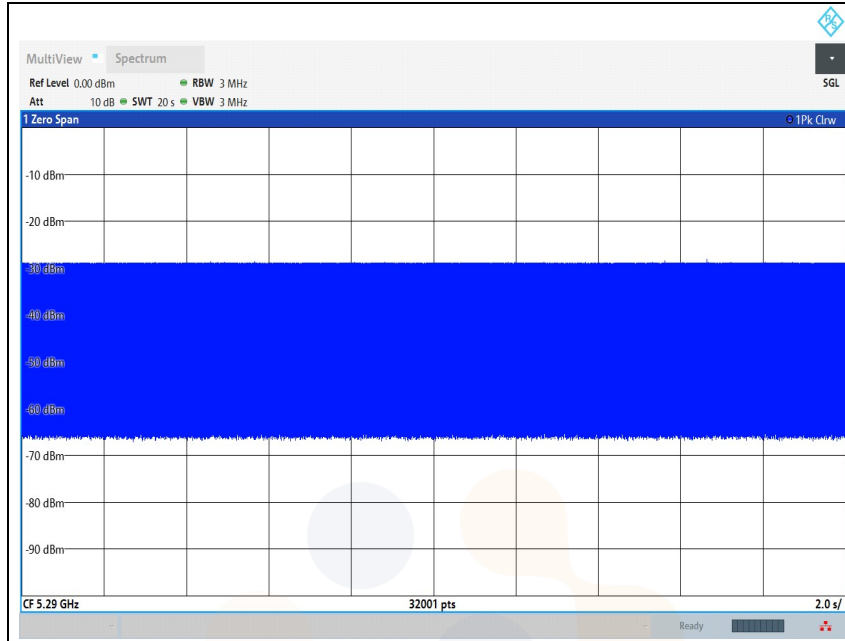 R S
MultiView Spectrum
Ref Level 0.00 dBm RBW 3 MHz SGL
Att 10 dB SWT 20 s VBW 3 MHz
1 Zero Span 1Pk Clrw
-10 dBm
-20 dBm
-30 dBm
-40 dBm
-50 dBm
-60 dBm
-70 dBm
-80 dBm
-90 dBm
CF 5.29 GHz 32001 pts 2.0 s/
Ready